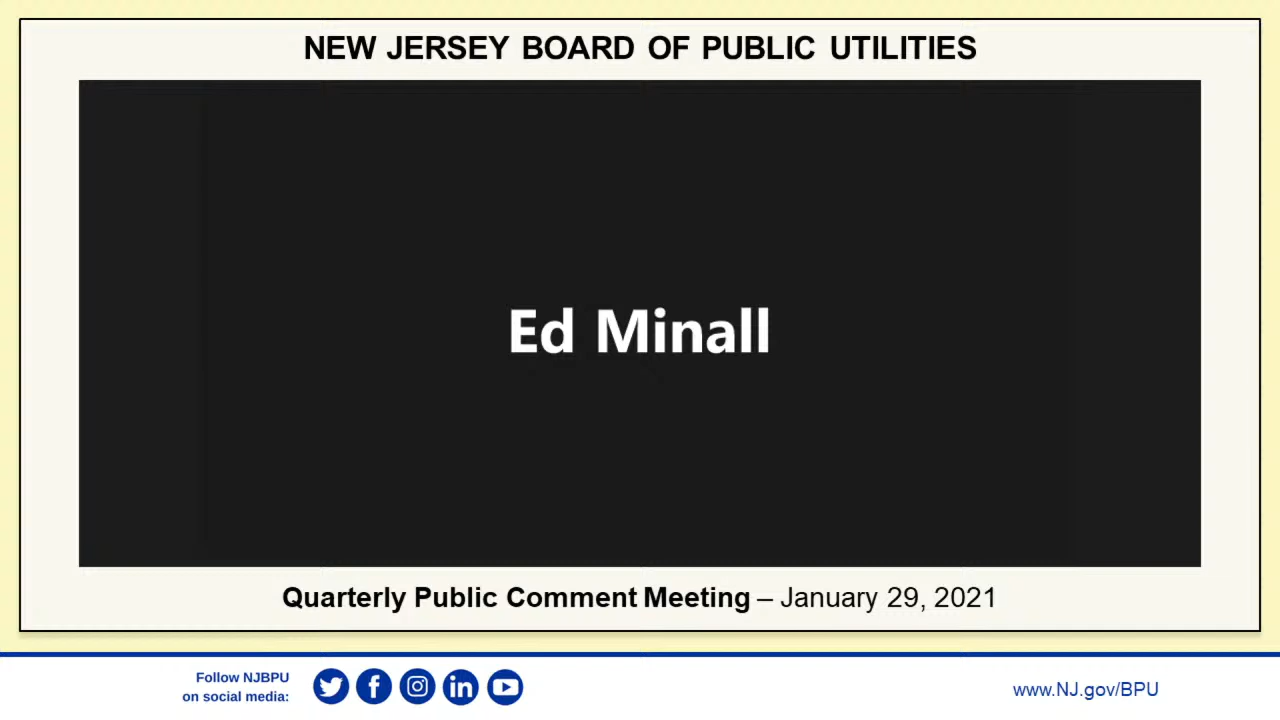 NEW JERSEY BOARD OF PUBLIC UTILITIES
Ed Minall
Quarterly Public Comment Meeting – January 29, 2021
Follow NJBPU
on social media:
www.NJ.gov/BPU